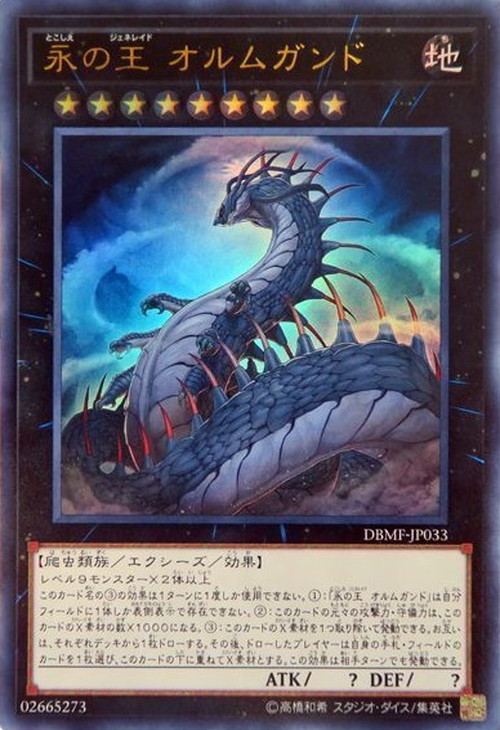 とこしえ ジェネレイド
永の王 オルムガンド 地
DBMF-JP033
【爬虫類族／エクシーズ／効果】
レベル９モンスター×２体以上
このカード名の③の効果は１ターンに１度しか使用できない。①：「永の王 オルムガンド」は自分
フィールドに１体しか表側表示で存在できない。②：このカードの元々の攻撃力・守備力は、この
カードのX素材の数×1000になる。③：このカードのX素材を１つ取り除いて発動できる。お互い
は、それぞれデッキから１枚ドローする。その後、ドローしたプレイヤーは自身の手札・フィールドの
カードを１枚選び、このカードの下に重ねてX素材とする。この効果は相手ターンでも発動できる。
ATK/ ? DEF/ ?
02665273 ©高橋和希 スタジオ・ダイス/集英社